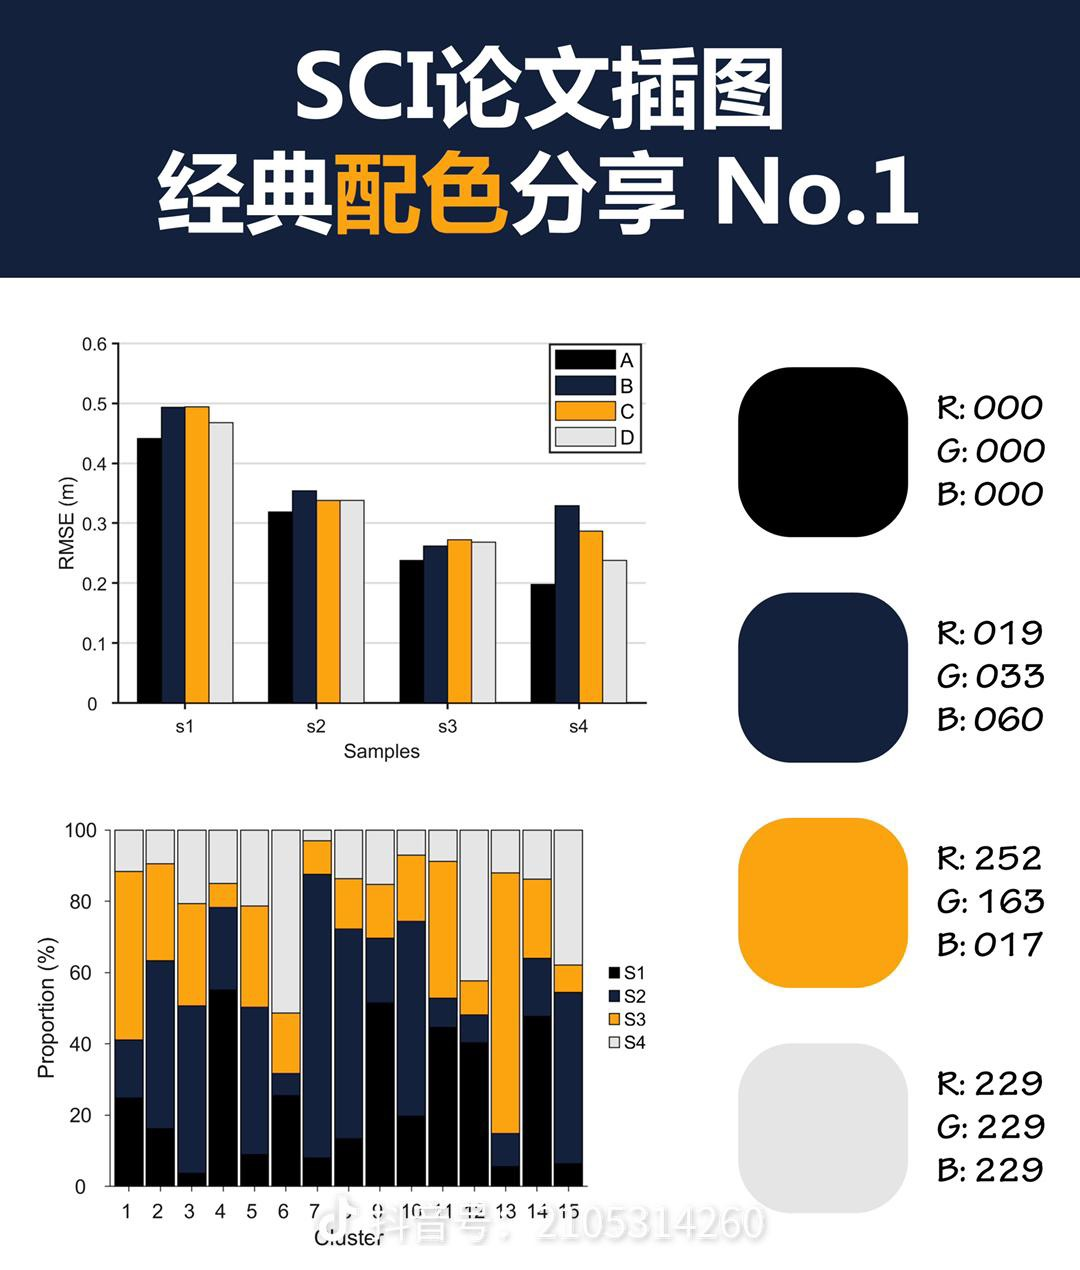 SCI论文插图
经典配色分享 No.1
0.6
0.5
0.4
0.3
0.2
0.1
0
RMSE (m)
A
B
C
D
s1 s2 s3 s4
Samples
R: 000
G: 000
B: 000
R: 019
G: 033
B: 060
R: 252
G: 163
B: 017
R: 229
G: 229
B: 229
100
80
60
40
20
0
Proportion (%)
S1
S2
S3
S4
1 2 3 4 5 6 7 8 9 10 11 12 13 14 15
Cluster
抖音号：2105314260